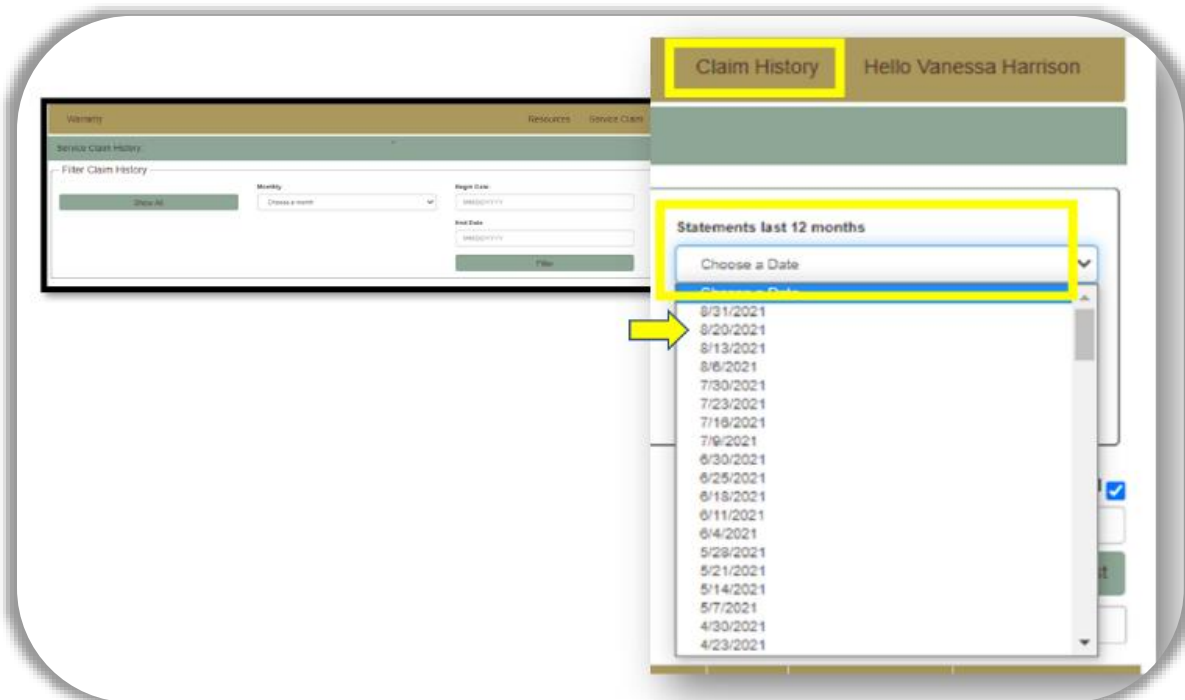 Claim History Hello Vanessa Harrison
Warranty Resources Service Claim
Service Claim History
Filter Claim History
Show All
Monthly
Choose a month
Begin Date
MM/DD/YYYY
End Date
MM/DD/YYYY
Filter
Statements last 12 months
Choose a Date
Choose a Date
8/31/2021
8/20/2021
8/13/2021
8/6/2021
7/30/2021
7/23/2021
7/16/2021
7/9/2021
6/30/2021
6/25/2021
6/18/2021
6/11/2021
6/4/2021
5/28/2021
5/21/2021
5/14/2021
5/7/2021
4/30/2021
4/23/2021